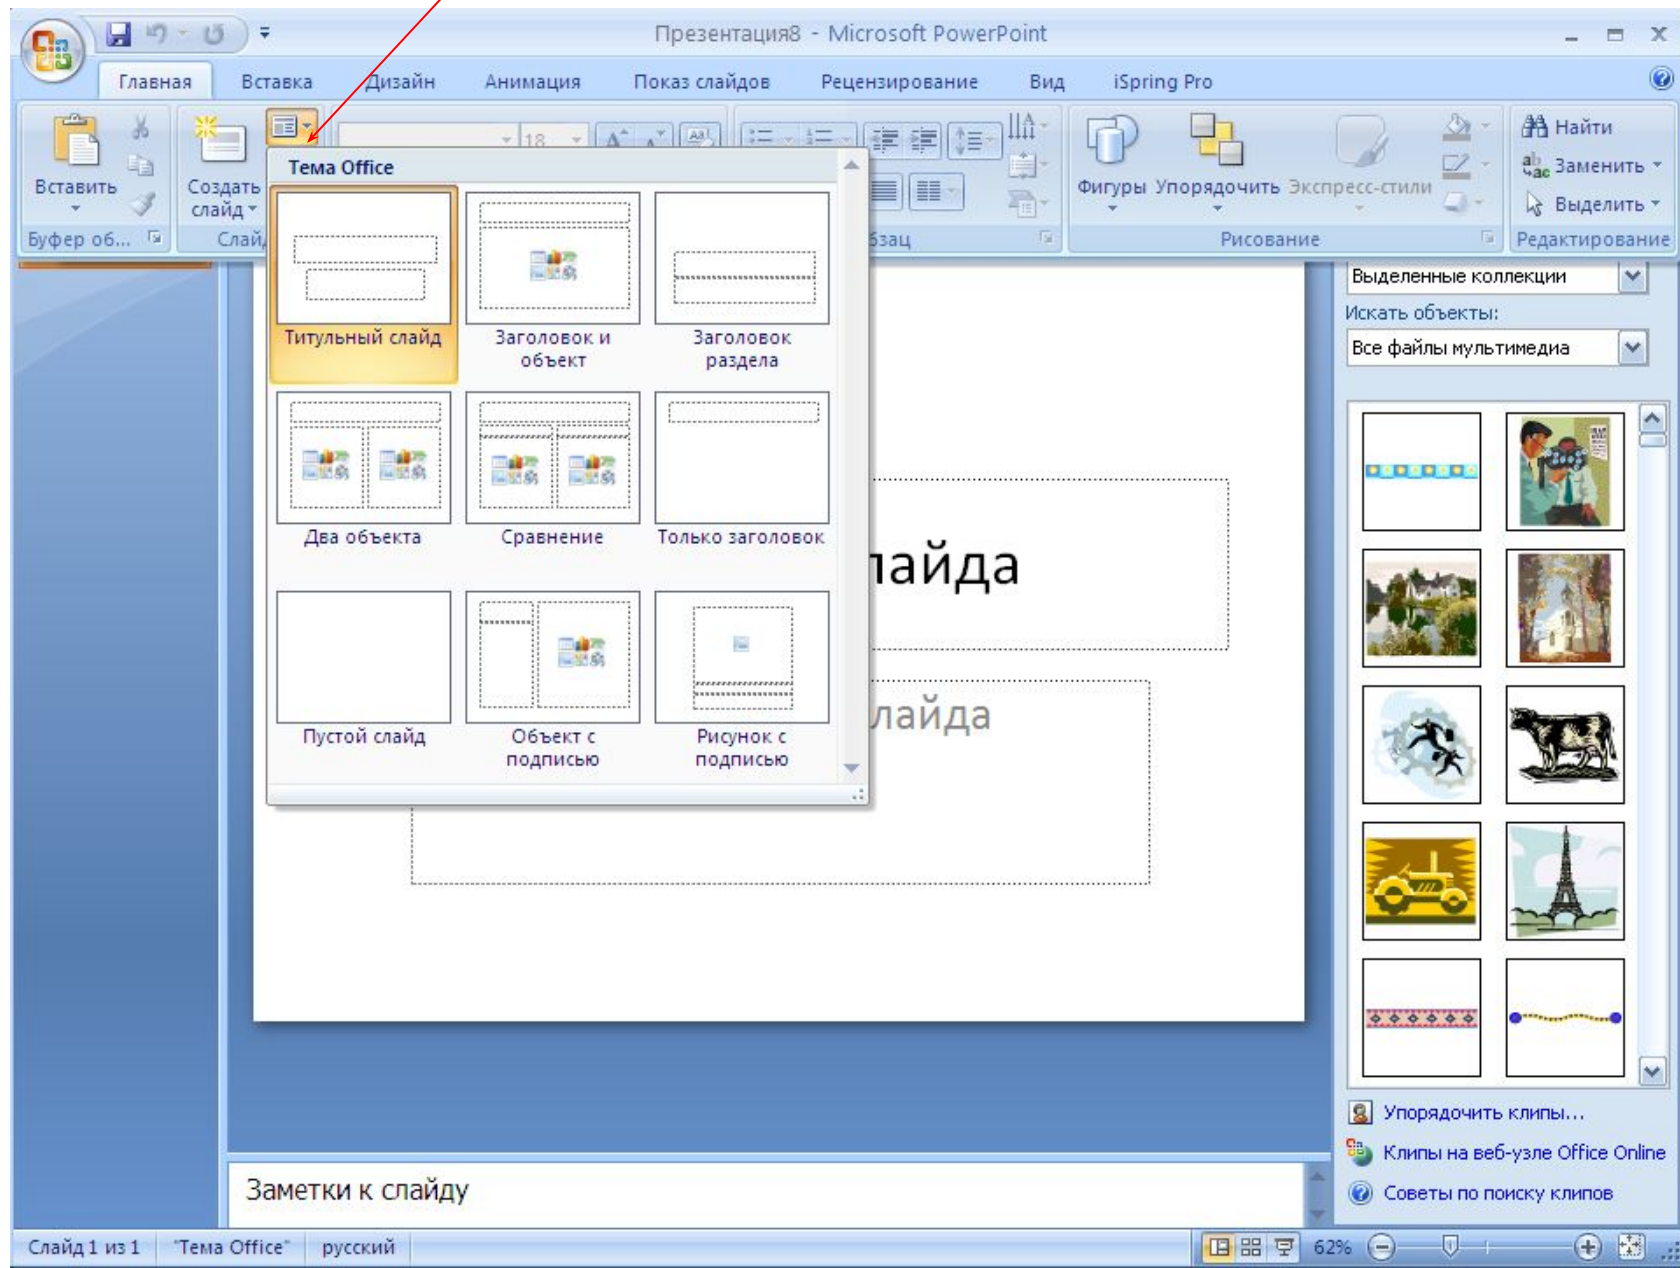 Презентация8 - Microsoft PowerPoint
Главная Вставка Дизайн Анимация Показ слайдов Рецензирование Вид iSpring Pro
Вставить
Создать
слайд
18
Фигуры Упорядочить Экспресс-стили
Найти
Заменить
Выделить
Буфер об... Слай Рисование Редактирование
Тема Office
Титульный слайд
Заголовок и
объект
Заголовок
раздела
Два объекта
Сравнение
Только заголовок
Пустой слайд
Объект с
подписью
Рисунок с
подписью
лайда
лайда
Выделенные коллекции
Искать объекты:
Все файлы мультимедиа
Упорядочить клипы...
Клипы на веб-узле Office Online
Советы по поиску клипов
Заметки к слайду
Слайд 1 из 1 "Тема Office" русский 62%